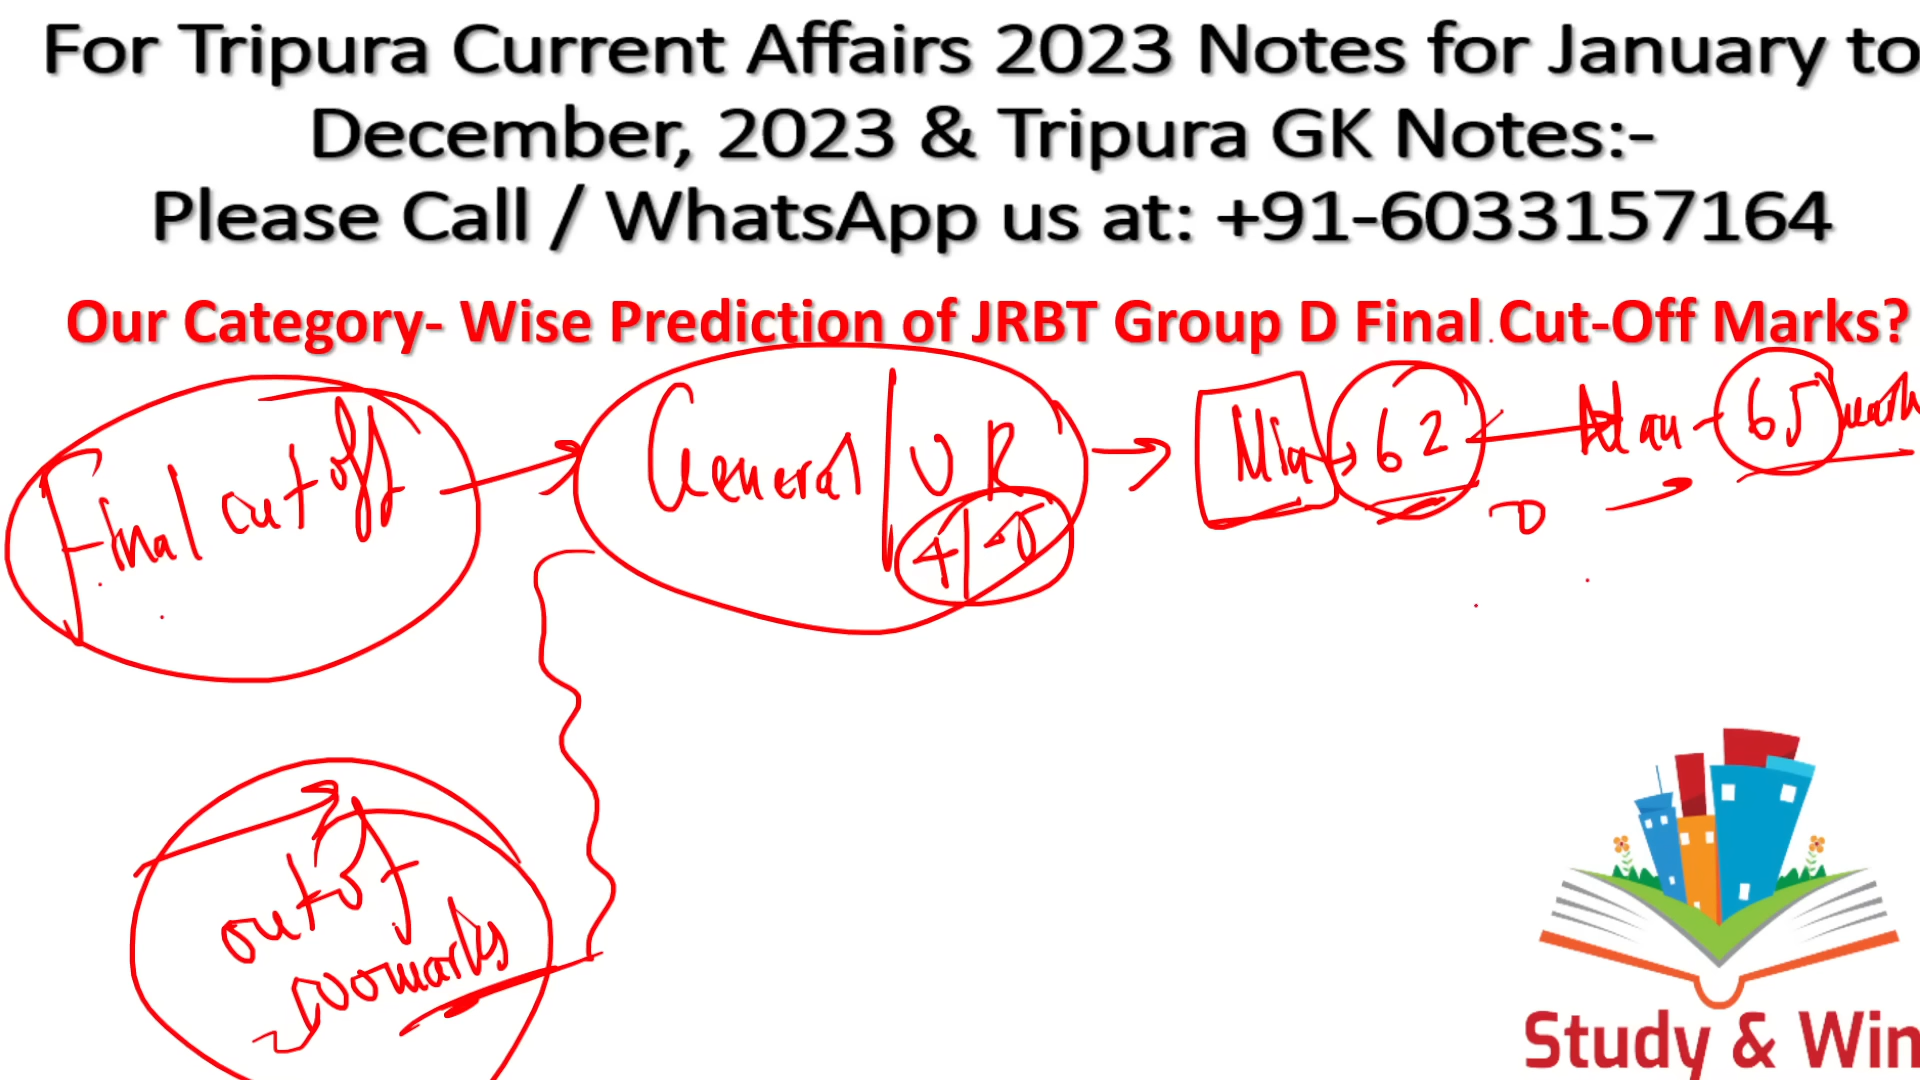 For Tripura Current Affairs 2023 Notes for January to
December, 2023 & Tripura GK Notes:-
Please Call / WhatsApp us at: +91-6033157164
Our Category- Wise Prediction of JRBT Group D Final Cut-Off Marks?
Final cut off
General / UR
Min → 62
65
out of
marks
Study & Win